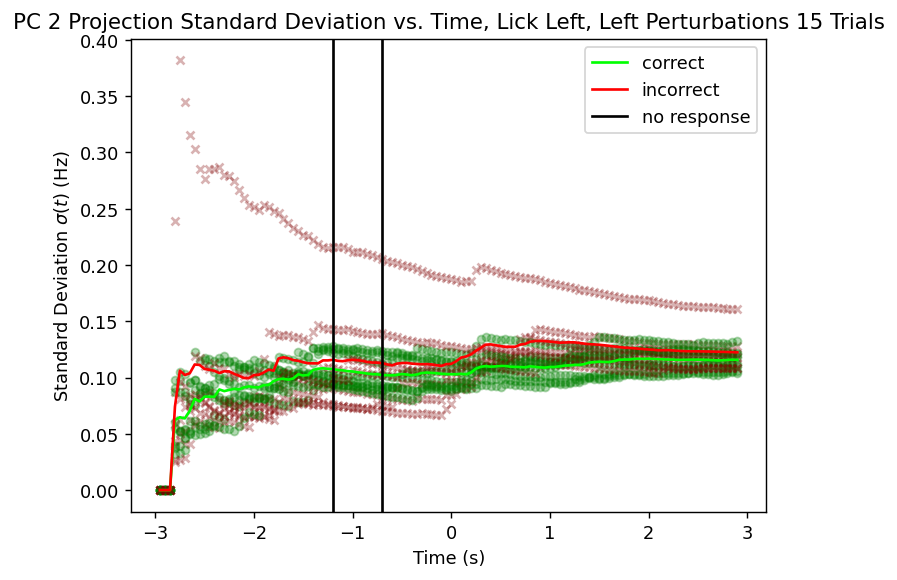 PC 2 Projection Standard Deviation vs. Time, Lick Left, Left Perturbations 15 Trials
correct
incorrect
no response
Standard Deviation σ(t) (Hz)
0.40
0.35
0.30
0.25
0.20
0.15
0.10
0.05
0.00
−3
−2
−1
0
1
2
3
Time (s)